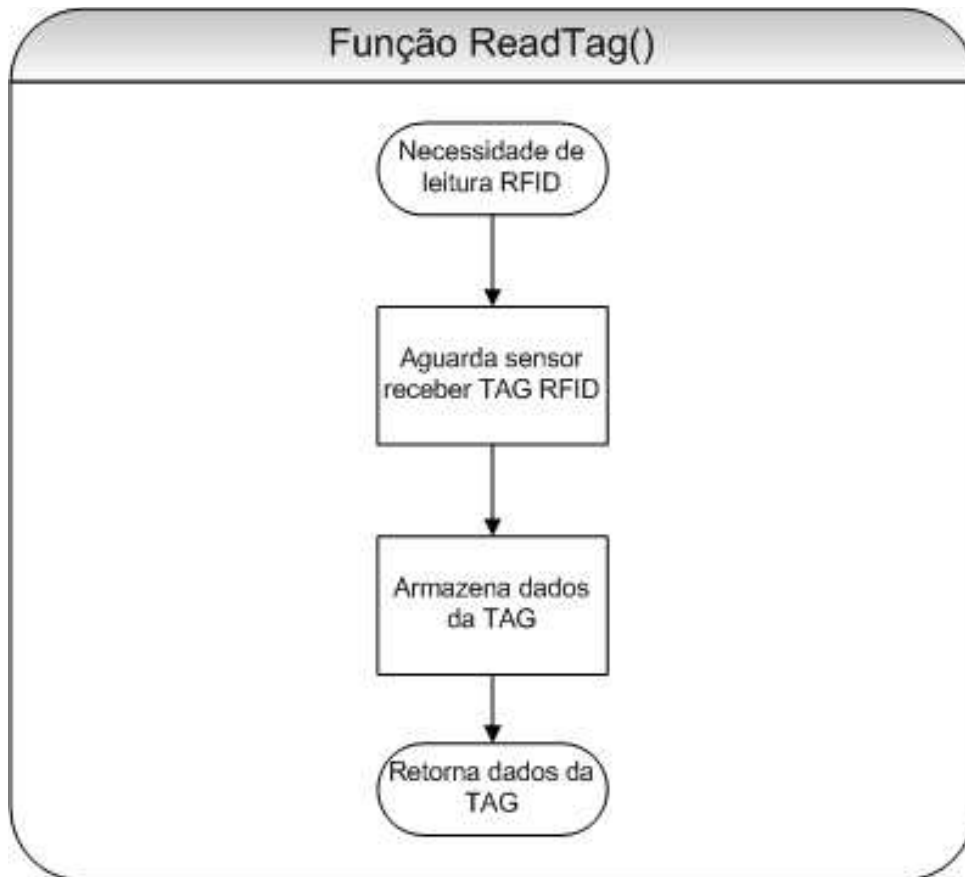 Função ReadTag()
Necessidade de
leitura RFID
Aguarda sensor
receber TAG RFID
Armazena dados
da TAG
Retorna dados da
TAG